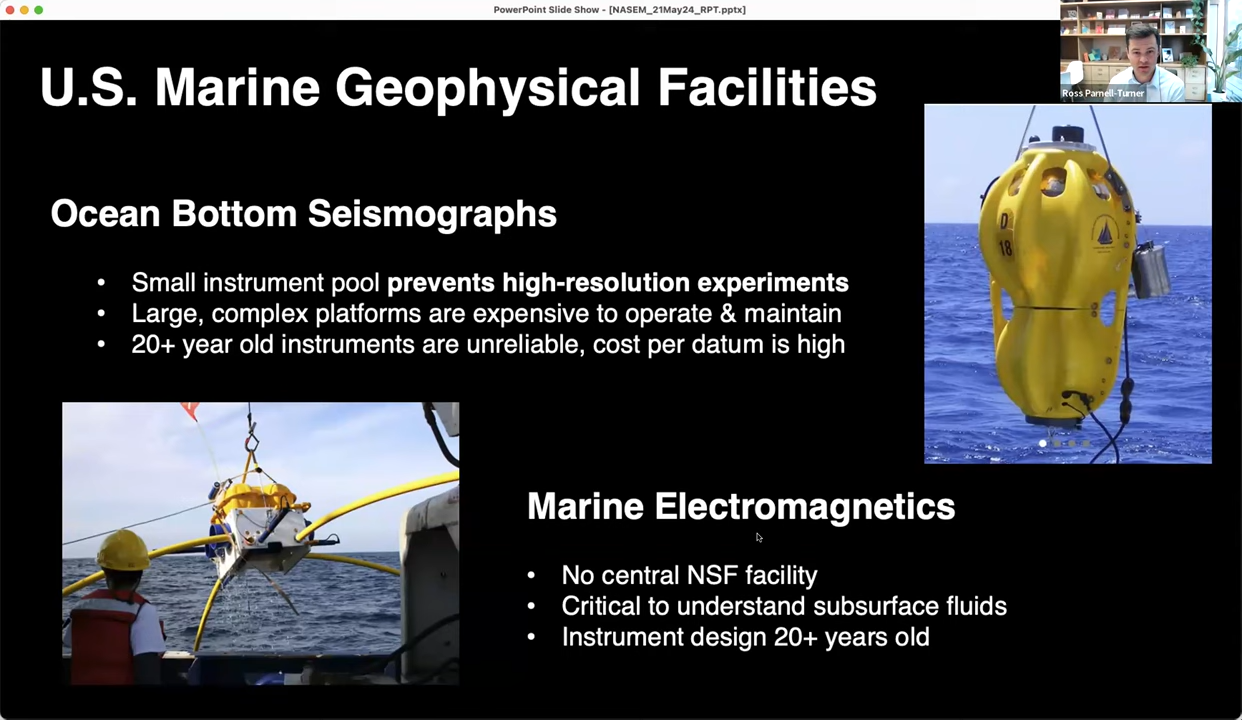 PowerPoint Slide Show - [NASEM_21May24_RPT.pptx]
Ross Parnell-Turner
U.S. Marine Geophysical Facilities
Ocean Bottom Seismographs
• Small instrument pool prevents high-resolution experiments
• Large, complex platforms are expensive to operate & maintain
• 20+ year old instruments are unreliable, cost per datum is high
D
18
Marine Electromagnetics
• No central NSF facility
• Critical to understand subsurface fluids
• Instrument design 20+ years old